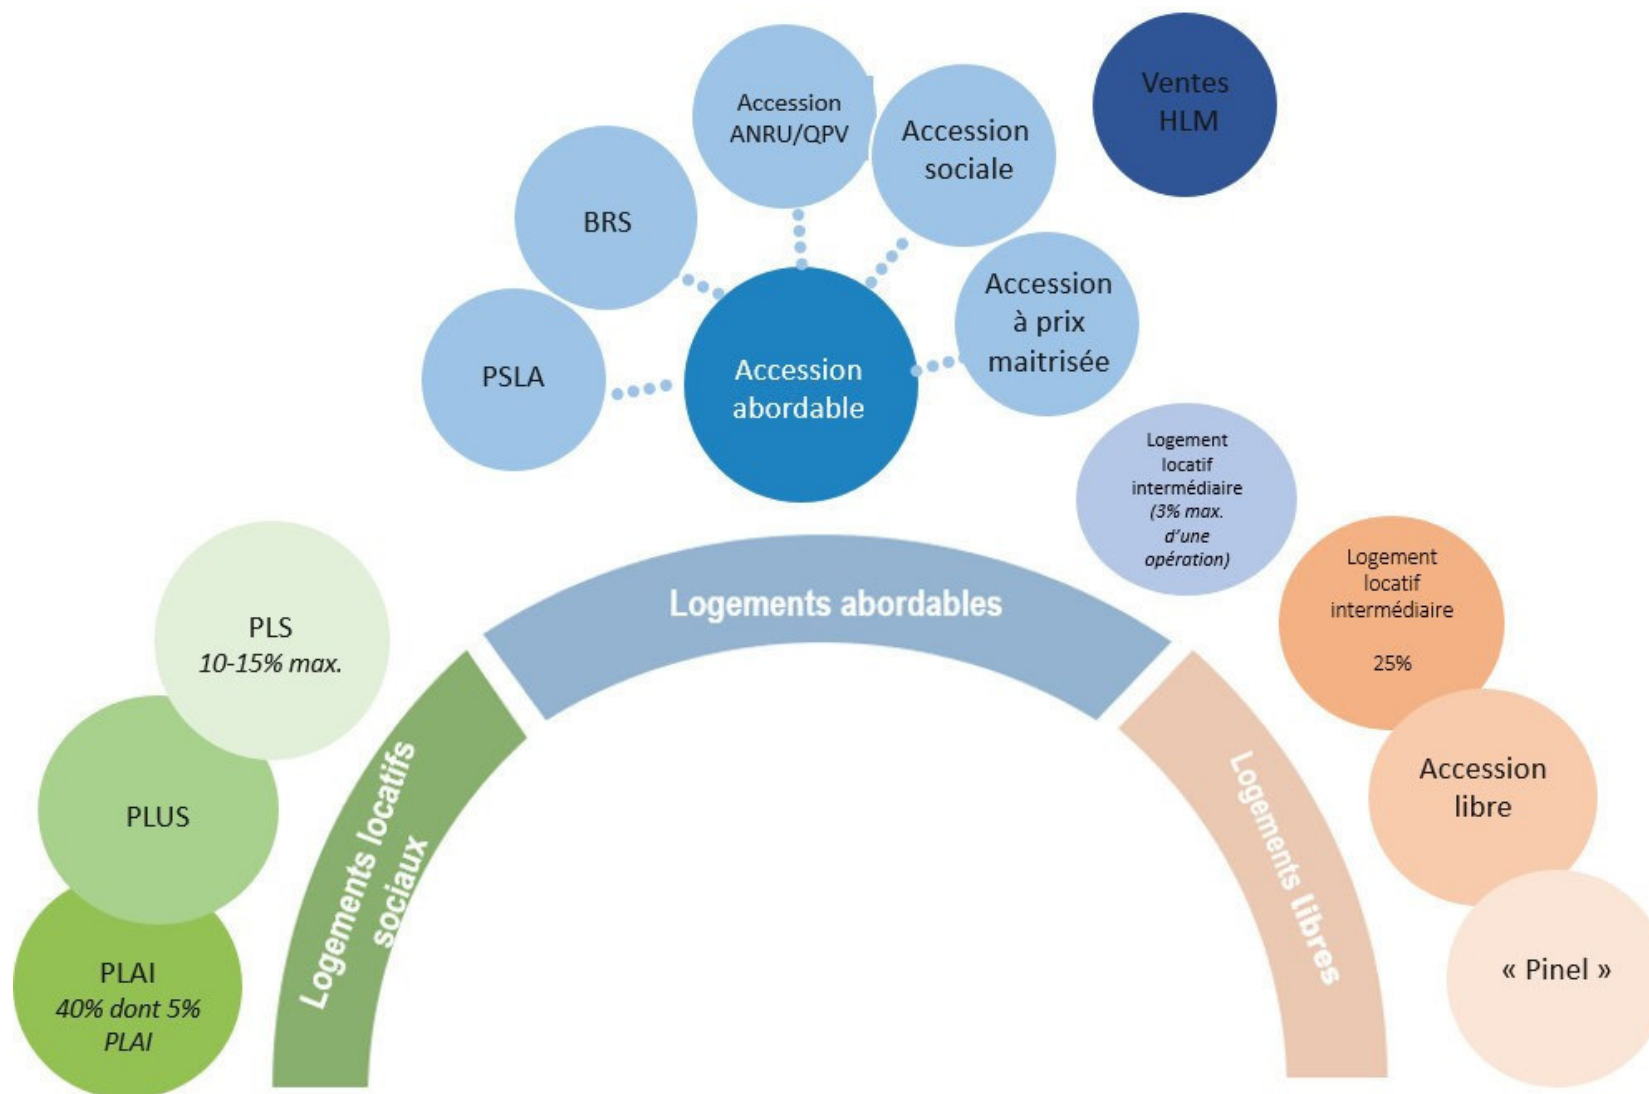 Ventes
HLM
Accession
ANRU/QPV
Accession
sociale
BRS
Accession
à prix
maitrisée
PSLA
Accession
abordable
Logement
locatif
intermédiaire
(3% max.
d’une
opération)
Logement
locatif
intermédiaire
25%
Logements abordables
PLS
10-15% max.
PLUS
PLAI
40% dont 5%
PLAI
Logements locatifs
sociaux
Logements libres
Accession
libre
« Pinel »